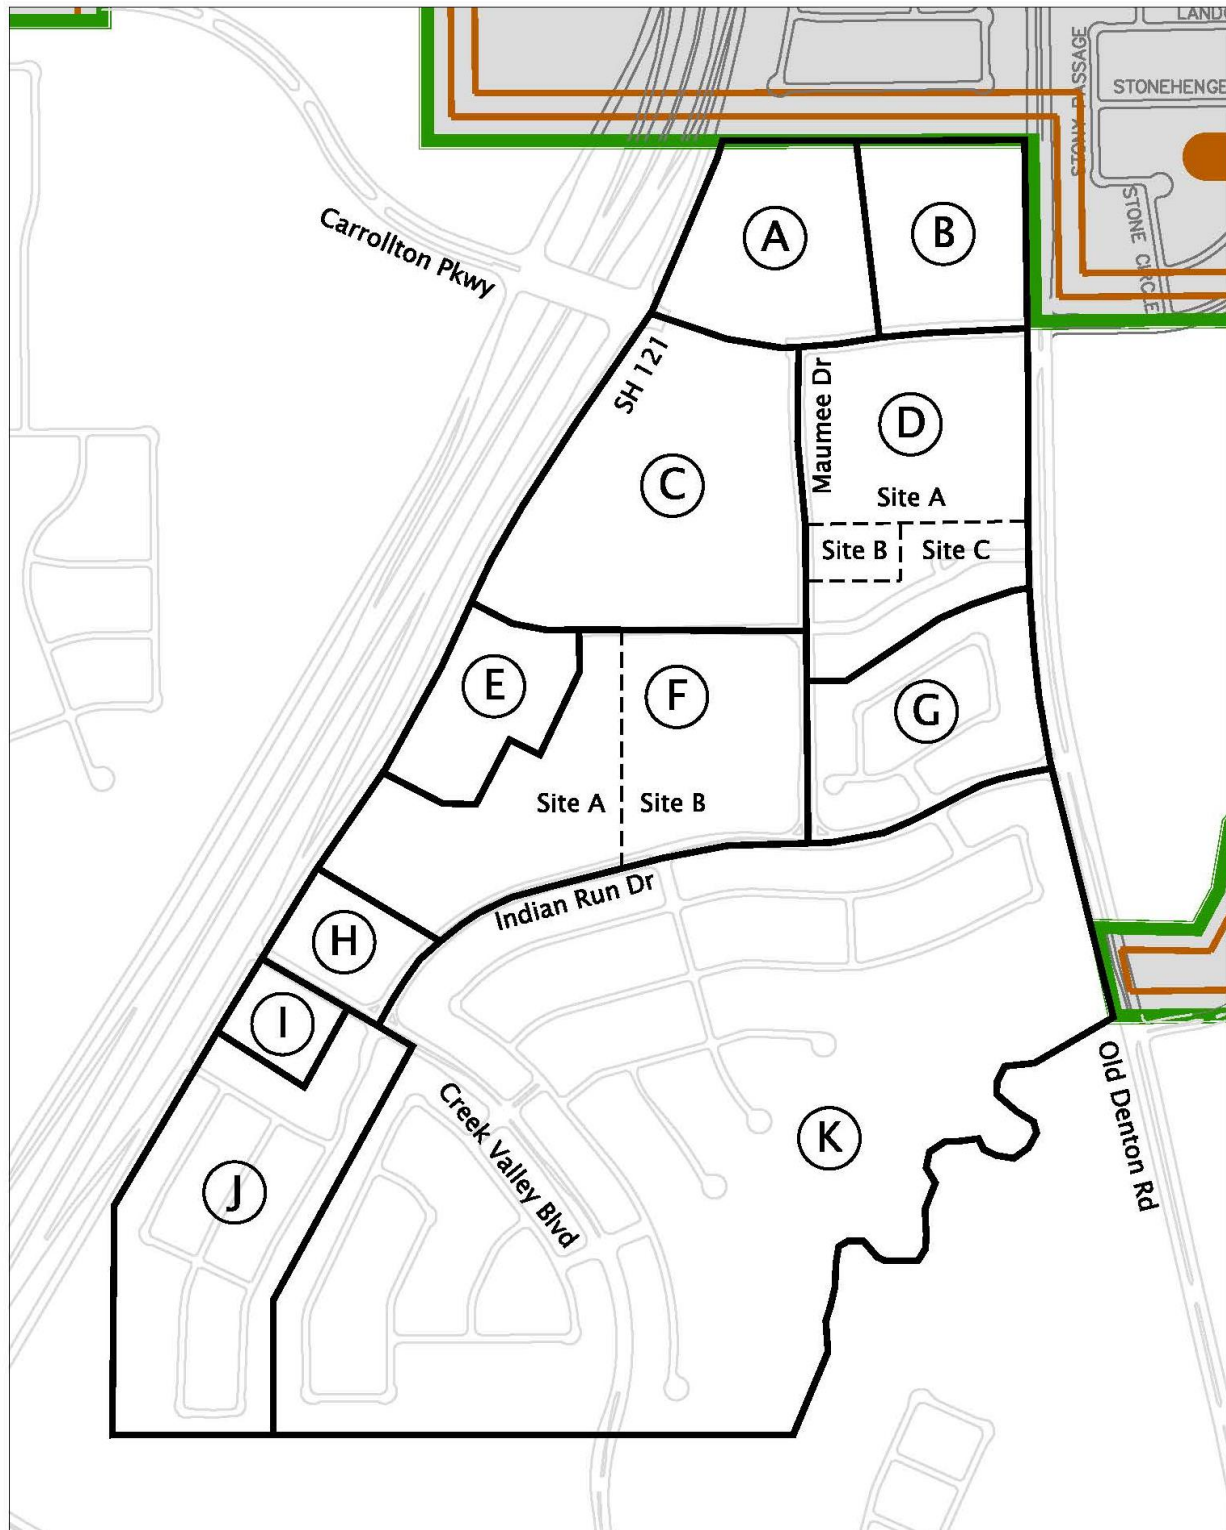 LAND
STONY PASSAGE
STONEHENGE
STONE CIRCLE
Carrollton Pkwy
A
B
SH 121
Maumee Dr
D
C
Site A
Site B
Site C
E
F
G
Site A
Site B
Indian Run Dr
H
I
Creek Valley Blvd
Old Denton Rd
K
J